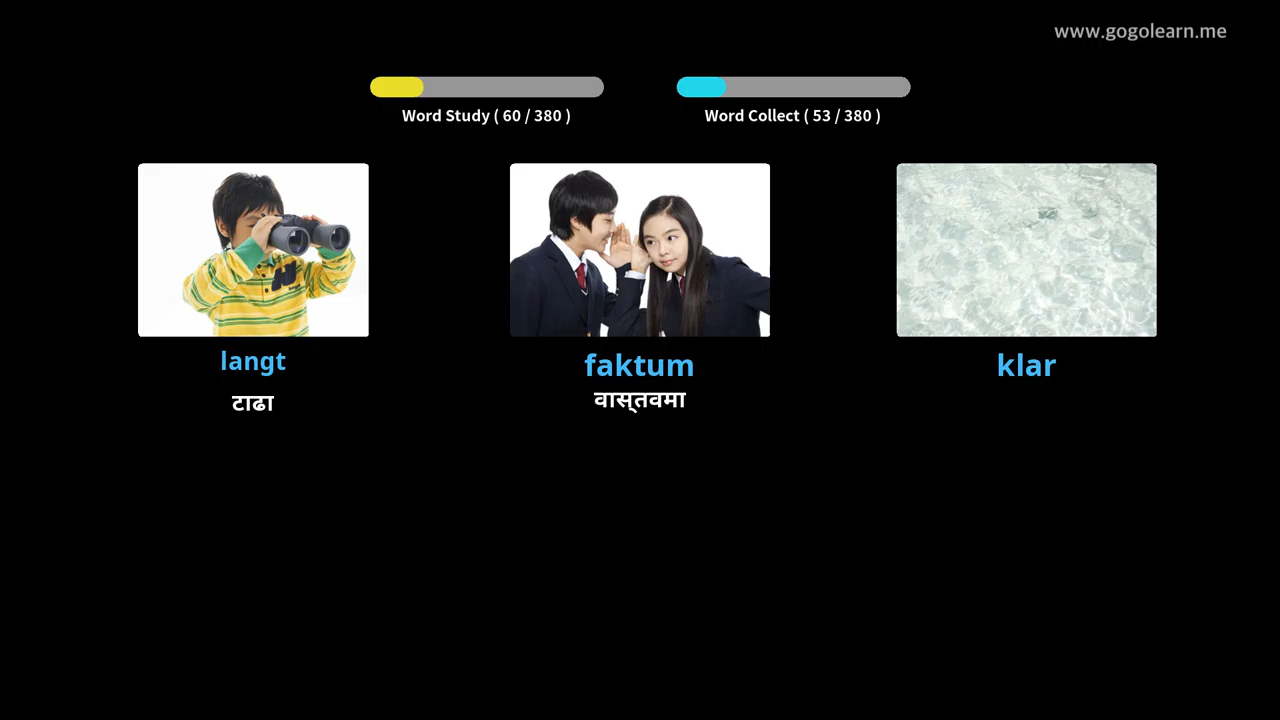 www.gogolearn.me
Word Study ( 60 / 380 )
Word Collect ( 53 / 380 )
langt
टाढा
faktum
वास्तवमा
klar